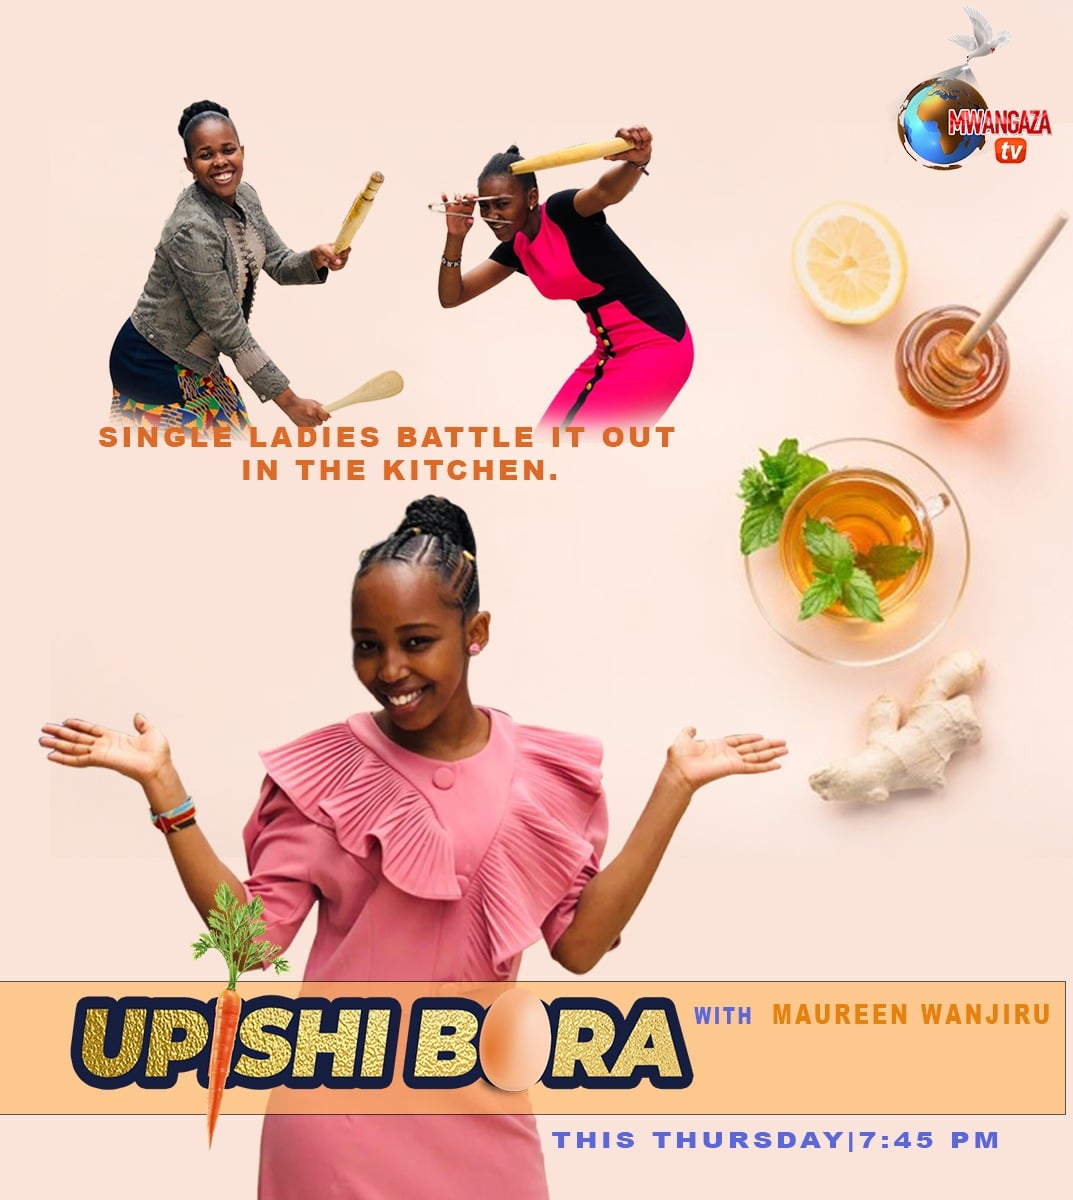 MWANGAZA
tv
SINGLE LADIES BATTLE IT OUT
IN THE KITCHEN.
UPISHI BORA WITH MAUREEN WANJIRU
THIS THURSDAY|7:45 PM